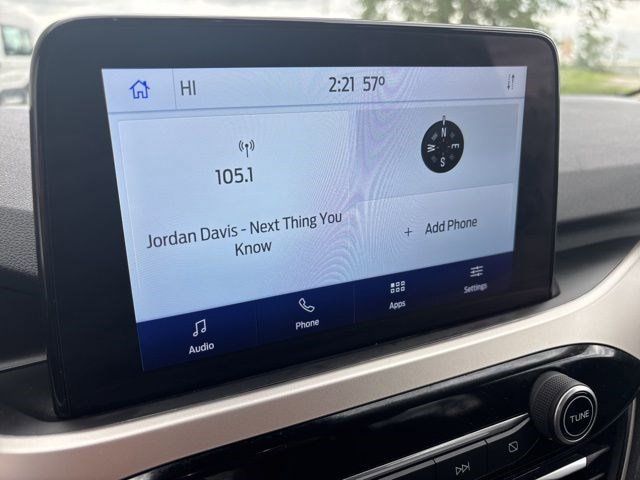 HI 2:21 57°
105.1
Jordan Davis - Next Thing You
Know
N
W E
S
+ Add Phone
Audio Phone Apps Settings
TUNE